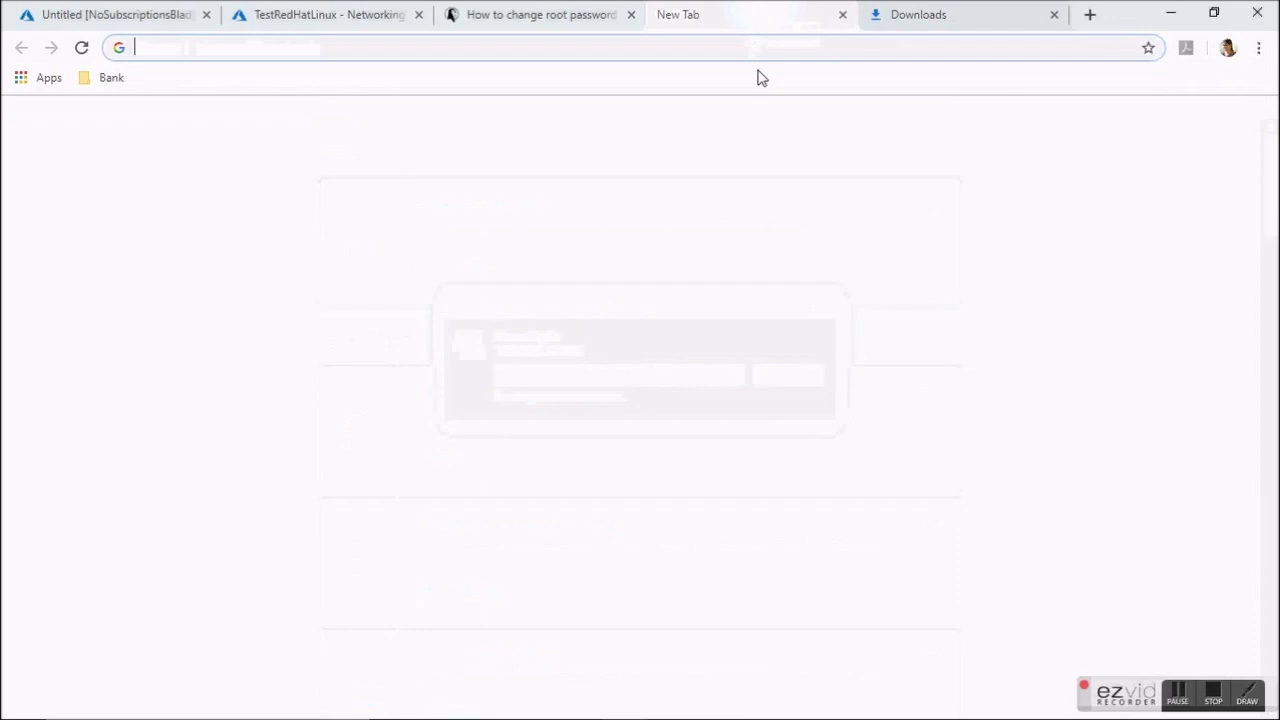 Untitled [NoSubscriptionsBlad
TestRedHatLinux - Networking
How to change root password
New Tab
Downloads
Apps
Bank
ezvid
RECORDER
PAUSE
STOP
DRAW